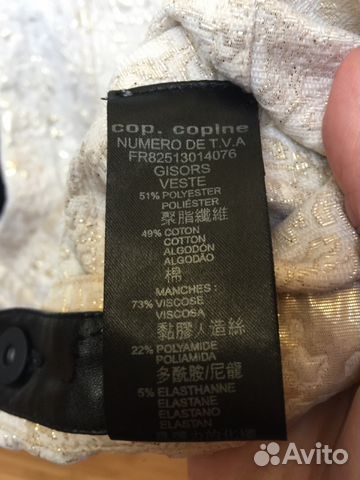 cop. copine
NUMERO DE T.V.A
FR82513014076
GISORS
VESTE
51% POLYESTER
POLIÉSTER
聚脂纖維
49% COTON
COTTON
ALGODÓN
ALGODÃO
棉
MANCHES :
73% VISCOSE
VISCOSA
黏膠人造絲
22% POLYAMIDE
POLIAMIDA
多酰胺/尼龍
5% ELASTHANNE
ELASTANE
ELASTANO
ELASTAN
Avito